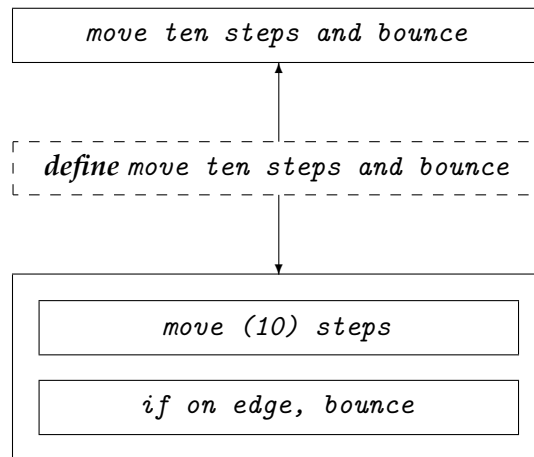 move ten steps and bounce
define move ten steps and bounce
move (10) steps
if on edge, bounce